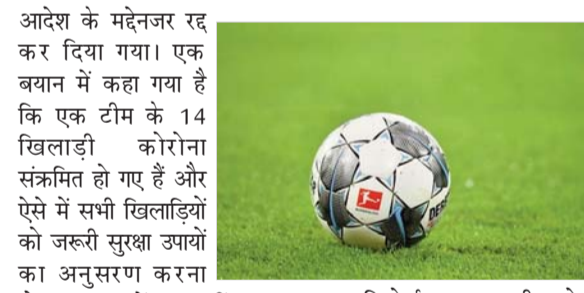 आदेश के मद्देनजर रद्द
कर दिया गया। एक
बयान में कहा गया है
कि एक टीम के 14
खिलाड़ी कोरोना
संक्रमित हो गए हैं और
ऐसे में सभी खिलाड़ियों
को जरूरी सुरक्षा उपायों
का अनुसरण करना